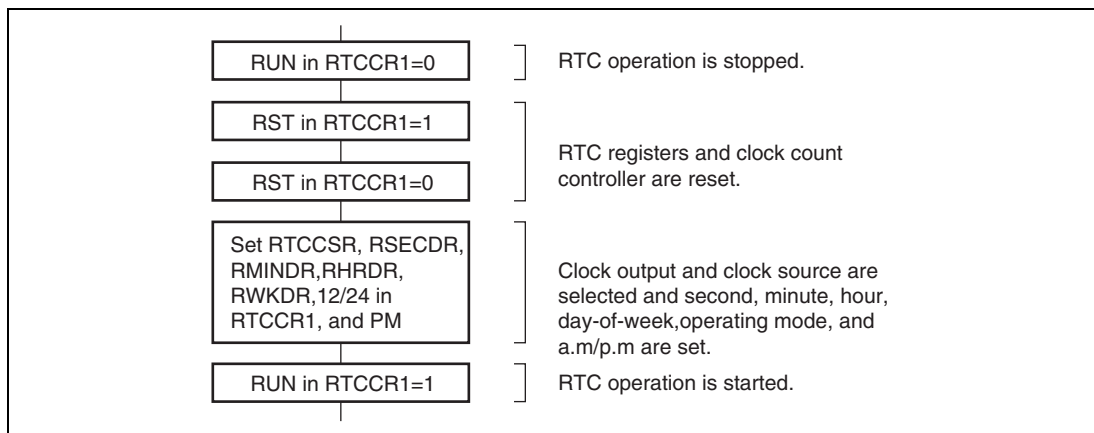 RUN in RTCCR1=0
RTC operation is stopped.
RST in RTCCR1=1
RST in RTCCR1=0
RTC registers and clock count
controller are reset.
Set RTCCSR, RSECDR,
RMINDR,RHRDR,
RWKDR,12/24 in
RTCCR1, and PM
Clock output and clock source are
selected and second, minute, hour,
day-of-week,operating mode, and
a.m/p.m are set.
RUN in RTCCR1=1
RTC operation is started.